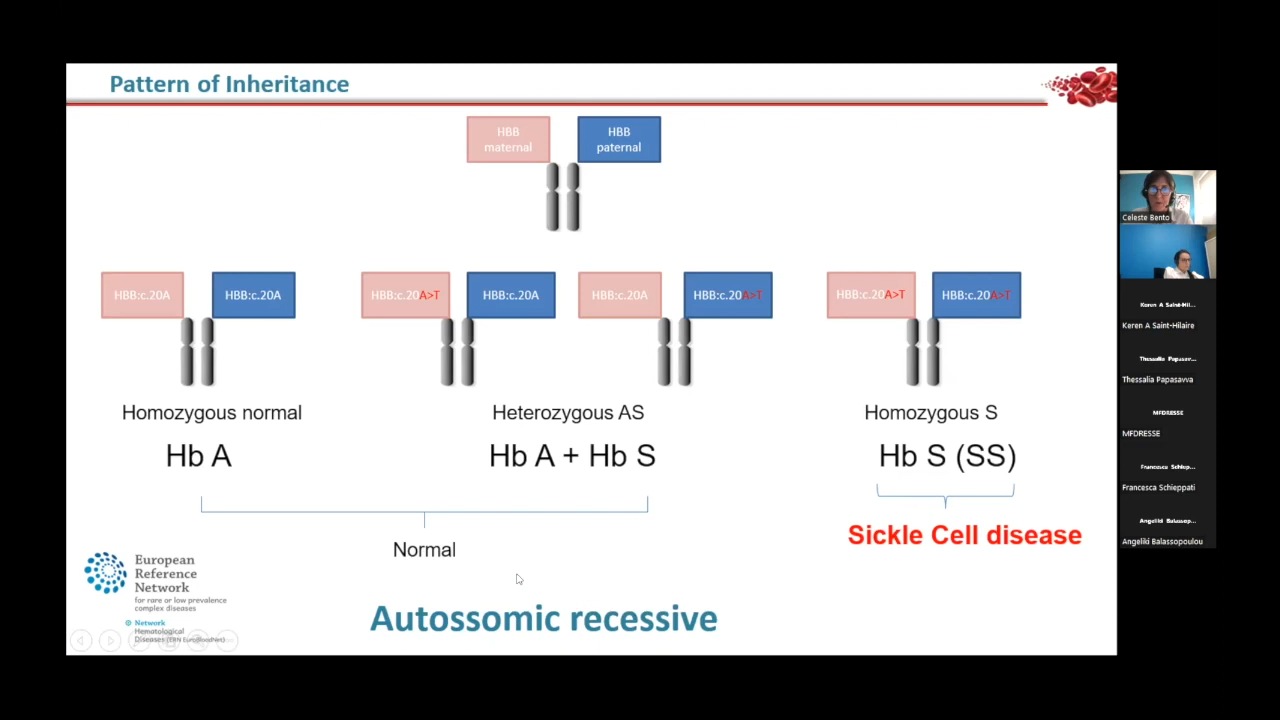 Pattern of Inheritance
HBB
maternal
HBB
paternal
HBB:c.20A
HBB:c.20A
HBB:c.20A>T
HBB:c.20A
HBB:c.20A
HBB:c.20A>T
HBB:c.20A>T
HBB:c.20A>T
Homozygous normal
Heterozygous AS
Homozygous S
Hb A
Hb A + Hb S
Hb S (SS)
Normal
Sickle Cell disease
European
Reference
Network
for rare or low prevalence
complex diseases
Network
Hematological
Diseases (ERN EuroBloodNet)
Autossomic recessive
Celeste Bento
Keren A Saint-Hil...
Keren A Saint-Hilaire
Thessalia Papasav...
Thessalia Papasavva
MFDRESSE
MFDRESSE
Francesca Schiep...
Francesca Schieppati
Angeliki Balassop...
Angeliki Balassopoulou